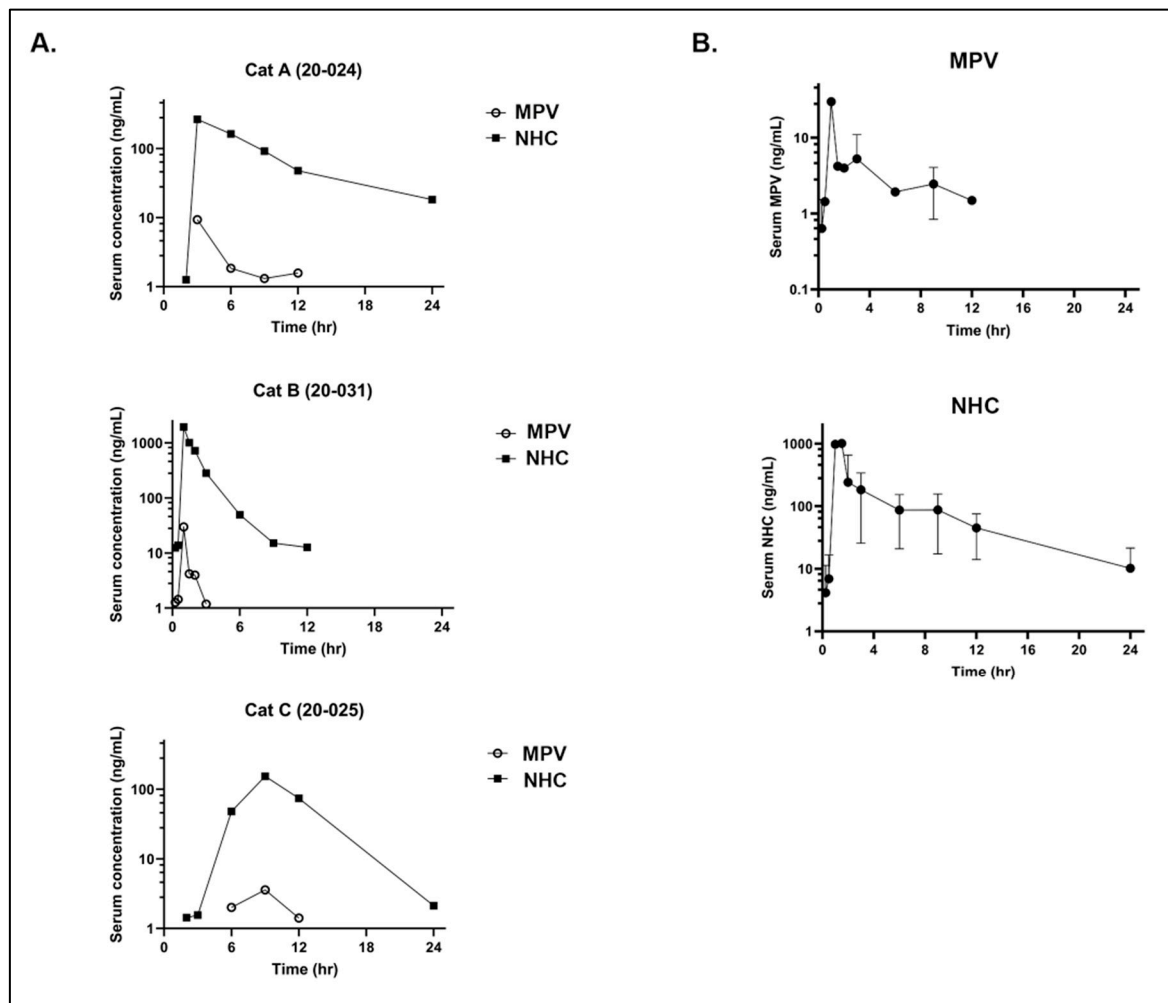 A.
Cat A (20-024)
Serum concentration (ng/mL)
100
10
1
0 6 12 18 24
Time (hr)
MPV
NHC
Cat B (20-031)
Serum concentration (ng/mL)
1000
100
10
1
0 6 12 18 24
Time (hr)
MPV
NHC
Cat C (20-025)
Serum concentration (ng/mL)
100
10
1
0 6 12 18 24
Time (hr)
MPV
NHC
B.
MPV
Serum MPV (ng/mL)
10
1
0.1
0 4 8 12 16 20 24
Time (hr)
NHC
Serum NHC (ng/mL)
1000
100
10
1
0 4 8 12 16 20 24
Time (hr)